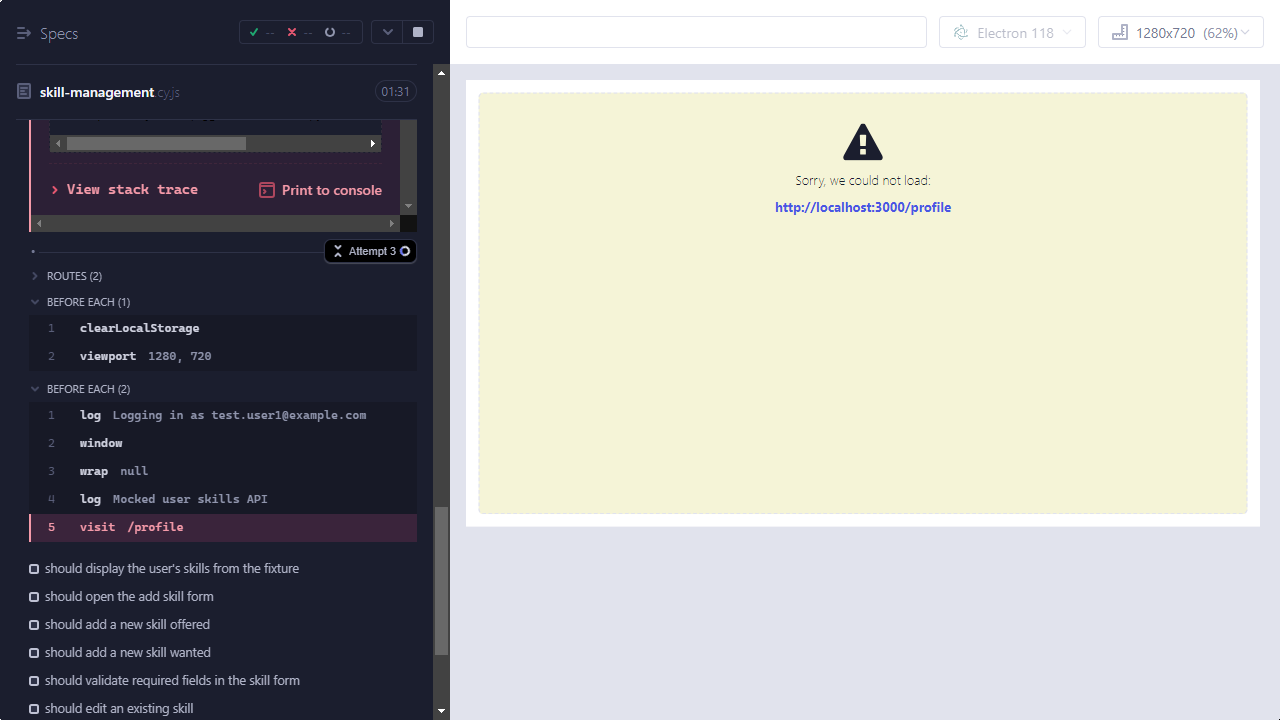 Specs
--
--
--
Electron 118
1280x720 (62%)
skill-management.cy.js
01:31
View stack trace
Print to console
Attempt 3
ROUTES (2)
BEFORE EACH (1)
1 clearLocalStorage
2 viewport 1280, 720
BEFORE EACH (2)
1 log Logging in as test.user1@example.com
2 window
3 wrap null
4 log Mocked user skills API
5 visit /profile
should display the user's skills from the fixture
should open the add skill form
should add a new skill offered
should add a new skill wanted
should validate required fields in the skill form
should edit an existing skill
Sorry, we could not load:
http://localhost:3000/profile